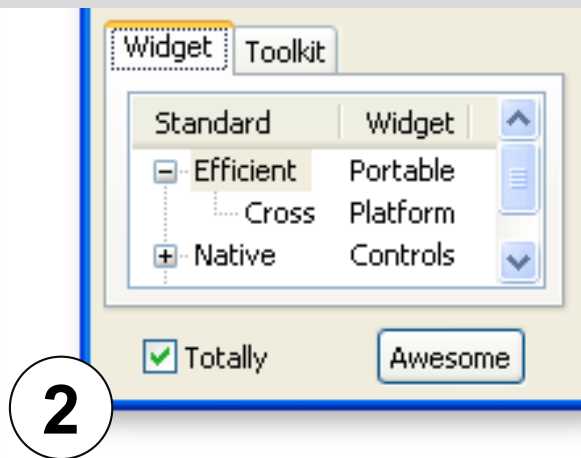 Widget Toolkit
Standard Widget
Efficient Portable
Cross Platform
Native Controls
Totally Awesome
2